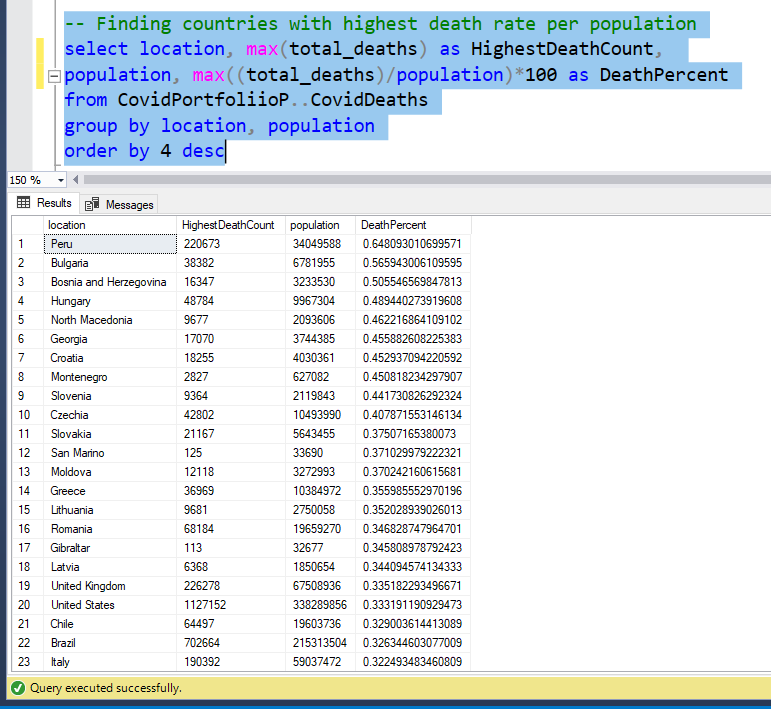 -- Finding countries with highest death rate per population
select location, max(total_deaths) as HighestDeathCount,
population, max((total_deaths)/population)*100 as DeathPercent
from CovidPortfoliioP..CovidDeaths
group by location, population
order by 4 desc
150 %
Results Messages
location HighestDeathCount population DeathPercent
1 Peru 220673 34049588 0.648093010699571
2 Bulgaria 38382 6781955 0.565943006109595
3 Bosnia and Herzegovina 16347 3233530 0.505546569847813
4 Hungary 48784 9967304 0.489440273919608
5 North Macedonia 9677 2093606 0.462216864109102
6 Georgia 17070 3744385 0.455882608225383
7 Croatia 18255 4030361 0.452937094220592
8 Montenegro 2827 627082 0.450818234297907
9 Slovenia 9364 2119843 0.441730826292324
10 Czechia 42802 10493990 0.407871553146134
11 Slovakia 21167 5643455 0.37507165380073
12 San Marino 125 33690 0.371029979222321
13 Moldova 12118 3272993 0.370242160615681
14 Greece 36969 10384972 0.355985552970196
15 Lithuania 9681 2750058 0.352028939026013
16 Romania 68184 19659270 0.346828747964701
17 Gibraltar 113 32677 0.345808978792423
18 Latvia 6368 1850654 0.344094574134333
19 United Kingdom 226278 67508936 0.335182293496671
20 United States 1127152 338289856 0.333191190929473
21 Chile 64497 19603736 0.329003614413089
22 Brazil 702664 215313504 0.326344603077009
23 Italy 190392 59037472 0.322493483460809
Query executed successfully.